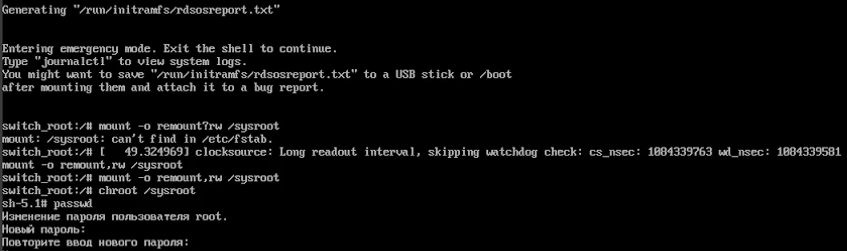 Generating "/run/initramfs/rdsosreport.txt"
Entering emergency mode. Exit the shell to continue.
Type "journalctl" to view system logs.
You might want to save "/run/initramfs/rdsosreport.txt" to a USB stick or /boot
after mounting them and attach it to a bug report.
switch_root:/# mount -o remount?rw /sysroot
mount: /sysroot: can't find in /etc/fstab.
switch_root:/# [   49.324969] clocksource: Long readout interval, skipping watchdog check: cs_nsec: 1084339763 wd_nsec: 1084339581
mount -o remount,rw /sysroot
switch_root:/# mount -o remount,rw /sysroot
switch_root:/# chroot /sysroot
sh-5.1# passwd
Изменение пароля пользователя root.
Новый пароль:
Повторите ввод нового пароля: